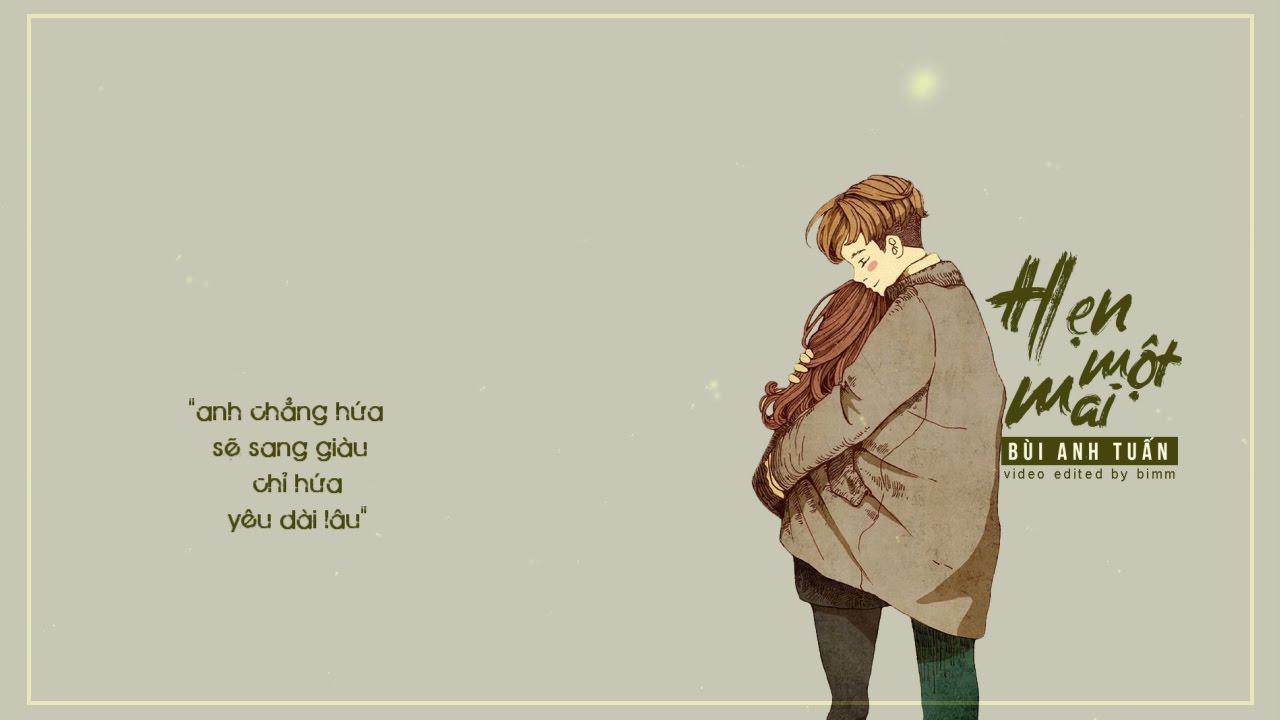 "anh chẳng hứa
sẽ sang giàu
chỉ hứa
yêu dài lâu"
Hẹn
một
mai
BÙI ANH TUẤN
video edited by bimm